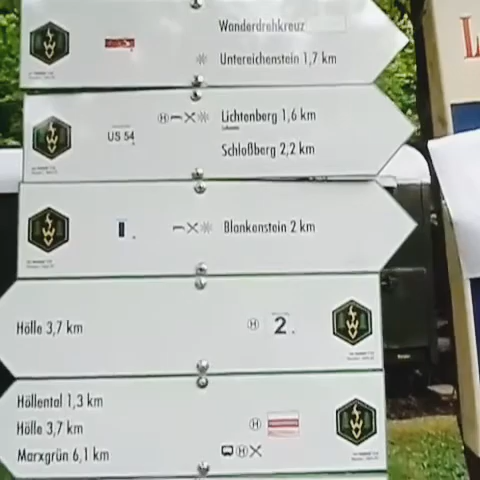 Wanderdrehkreuz
Untereichenstein 1,7 km
H Lichtenberg 1,6 km
US 54
Schloßberg 2,2 km
Blankenstein 2 km
Hölle 3,7 km H 2
Höllental 1,3 km
Hölle 3,7 km H
Marxgrün 6,1 km H
L